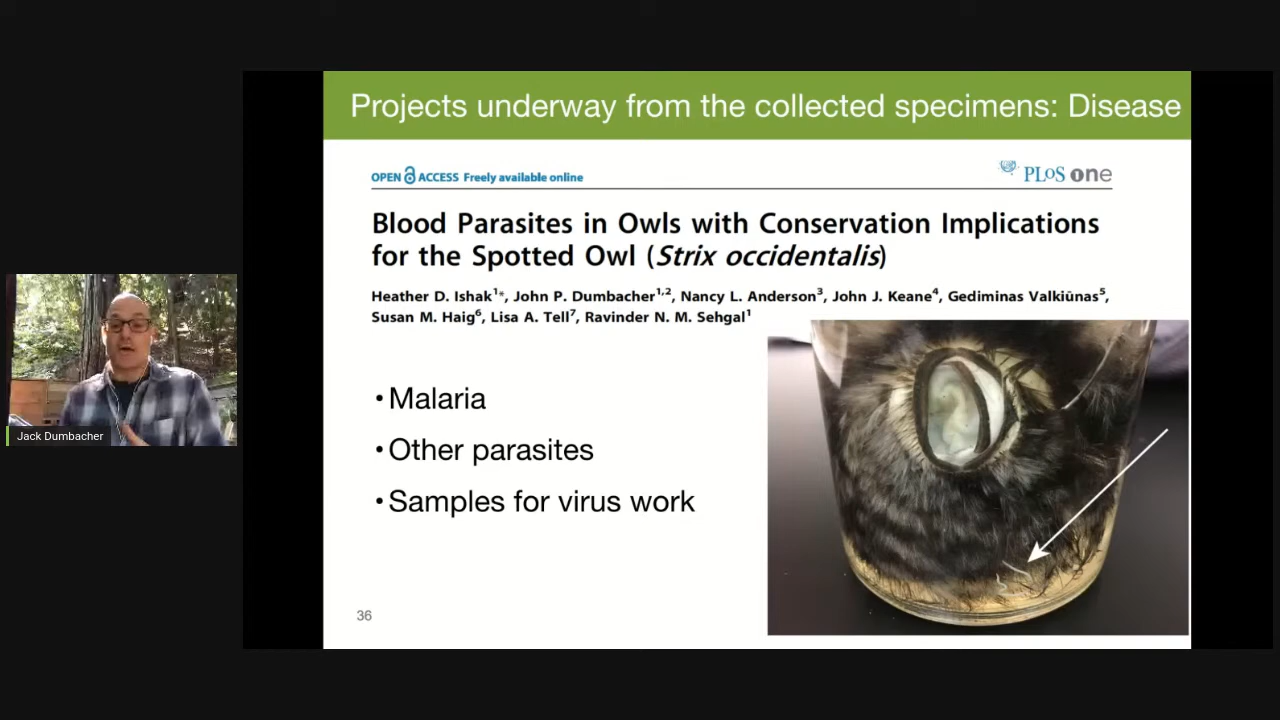 Projects underway from the collected specimens: Disease
OPEN ACCESS Freely available online
PLoS one
Blood Parasites in Owls with Conservation Implications
for the Spotted Owl (Strix occidentalis)
Heather D. Ishak1*, John P. Dumbacher1,2, Nancy L. Anderson3, John J. Keane4, Gediminas Valkiūnas5,
Susan M. Haig6, Lisa A. Tell7, Ravinder N. M. Sehgal1
• Malaria
• Other parasites
• Samples for virus work
36
Jack Dumbacher